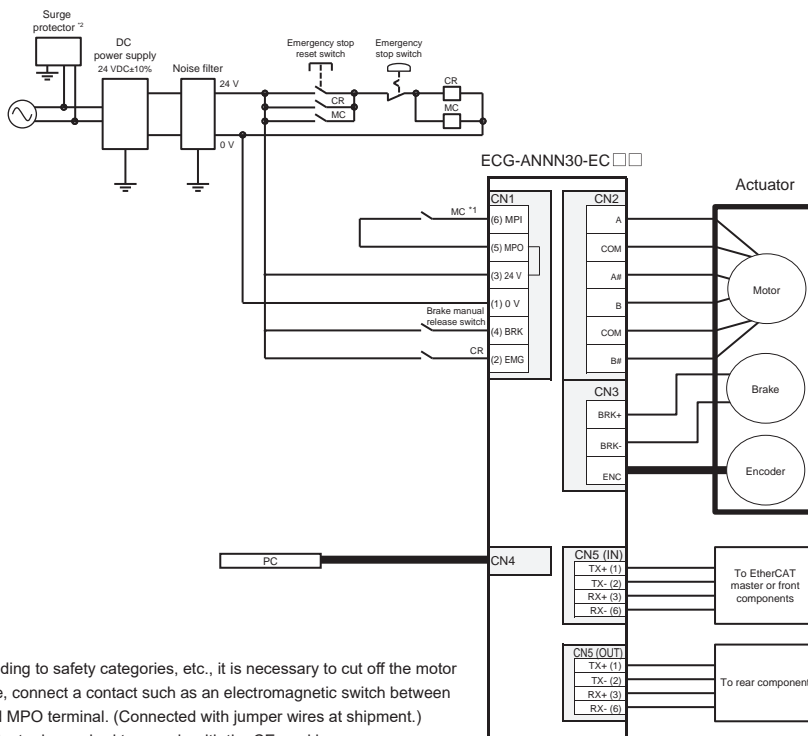 Surge
protector *2
DC
power supply
24 VDC±10%
Noise filter
24 V
0 V
Emergency stop
reset switch
Emergency
stop switch
CR
MC
CR
MC
ECG-ANNN30-EC□□
Actuator
CN1
MC *1
(6) MPI
(5) MPO
(3) 24 V
(1) 0 V
Brake manual
release switch
(4) BRK
CR
(2) EMG
CN2
A
COM
A#
B
COM
B#
Motor
CN3
BRK+
BRK-
ENC
Brake
Encoder
PC
CN4
CN5 (IN)
TX+ (1)
TX- (2)
RX+ (3)
RX- (6)
To EtherCAT
master or front
components
CN5 (OUT)
TX+ (1)
TX- (2)
RX+ (3)
RX- (6)
To rear component
ding to safety categories, etc., it is necessary to cut off the motor
e, connect a contact such as an electromagnetic switch between
d MPO terminal. (Connected with jumper wires at shipment.)